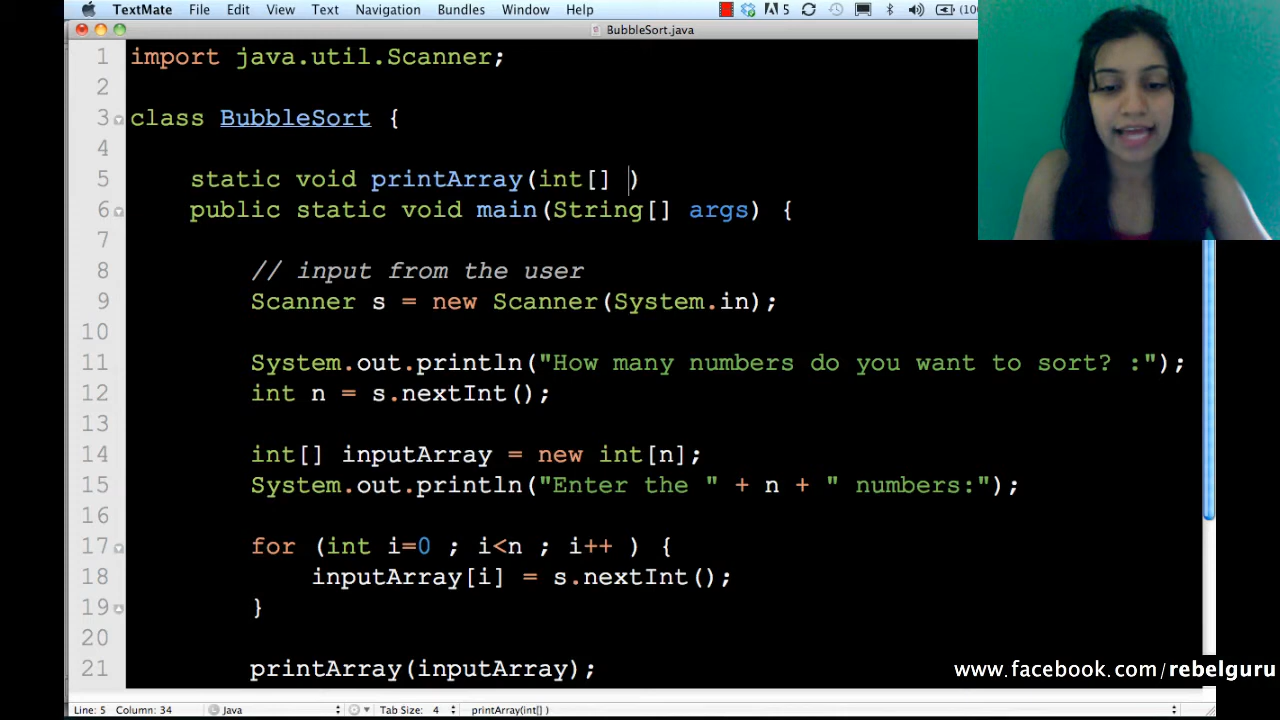 TextMate File Edit View Text Navigation Bundles Window Help 5
BubbleSort.java
1 import java.util.Scanner;
2
3 class BubbleSort {
4
5 static void printArray(int[] )
6 public static void main(String[] args) {
7
8 // input from the user
9 Scanner s = new Scanner(System.in);
10
11 System.out.println("How many numbers do you want to sort? :");
12 int n = s.nextInt();
13
14 int[] inputArray = new int[n];
15 System.out.println("Enter the " + n + " numbers:");
16
17 for (int i=0 ; i<n ; i++ ) {
18 inputArray[i] = s.nextInt();
19 }
20
21 printArray(inputArray);
www.facebook.com/rebelguru
Line: 5 Column: 34 Java Tab Size: 4 printArray(int[] )